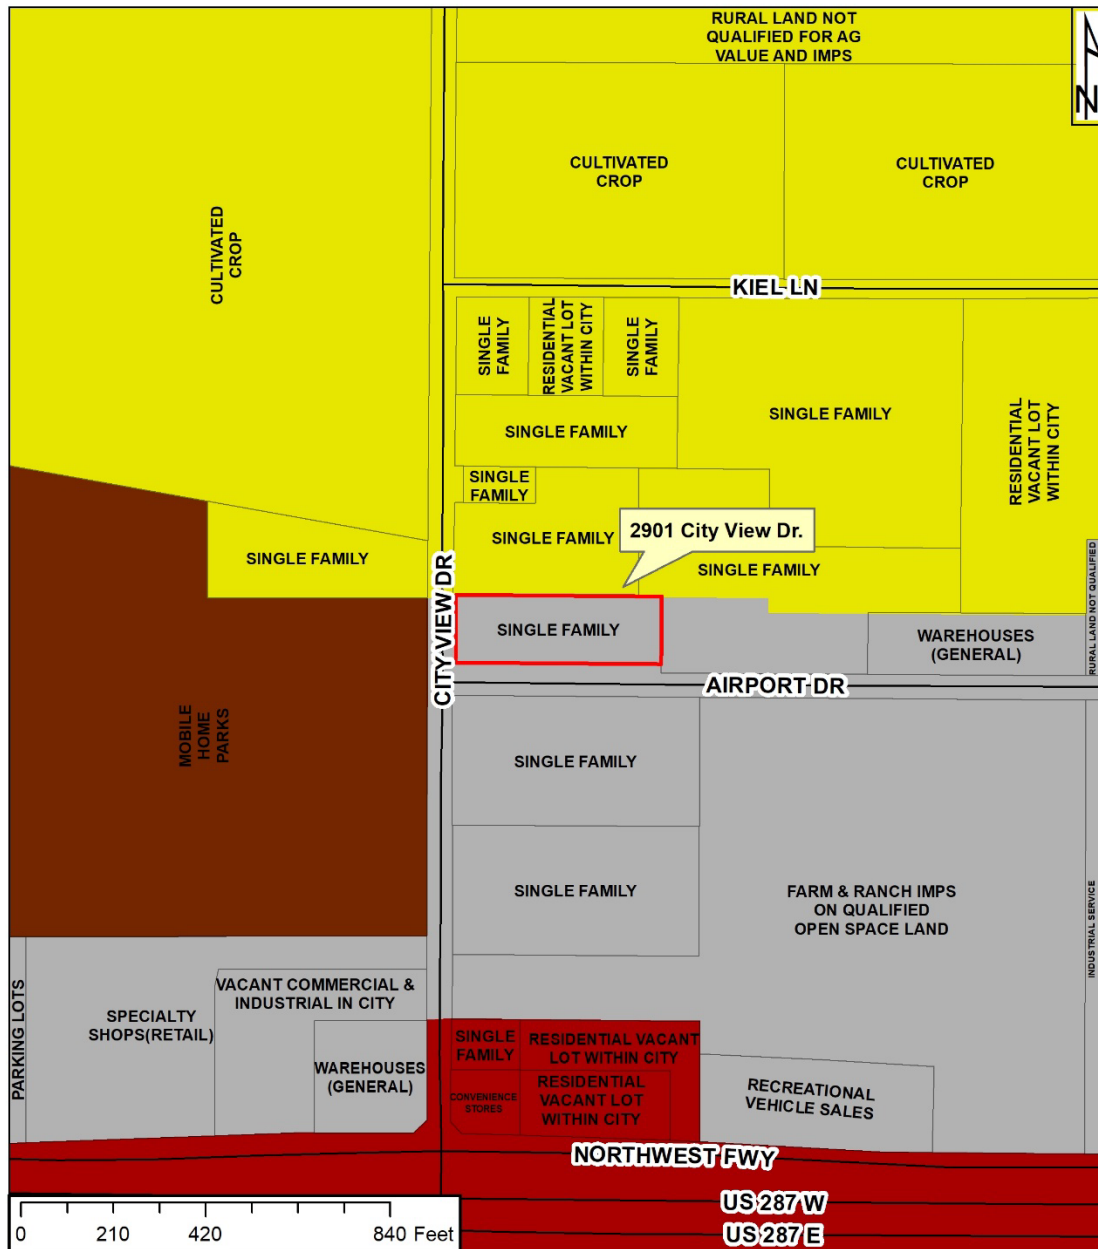 RURAL LAND NOT
QUALIFIED FOR AG
VALUE AND IMPS
N
CULTIVATED
CROP
CULTIVATED
CROP
CULTIVATED
CROP
KIEL LN
SINGLE
FAMILY
RESIDENTIAL
VACANT LOT
WITHIN CITY
SINGLE
FAMILY
SINGLE FAMILY
SINGLE FAMILY
RESIDENTIAL
VACANT LOT
WITHIN CITY
SINGLE
FAMILY
SINGLE FAMILY
2901 City View Dr.
SINGLE FAMILY
SINGLE FAMILY
RURAL LAND NOT QUALIFIED
CITY VIEW DR
SINGLE FAMILY
WAREHOUSES
(GENERAL)
AIRPORT DR
MOBILE
HOME
PARKS
SINGLE FAMILY
SINGLE FAMILY
FARM & RANCH IMPS
ON QUALIFIED
OPEN SPACE LAND
INDUSTRIAL SERVICE
PARKING LOTS
SPECIALTY
SHOPS(RETAIL)
VACANT COMMERCIAL &
INDUSTRIAL IN CITY
WAREHOUSES
(GENERAL)
SINGLE
FAMILY
RESIDENTIAL VACANT
LOT WITHIN CITY
CONVENIENCE
STORES
RESIDENTIAL
VACANT LOT
WITHIN CITY
RECREATIONAL
VEHICLE SALES
NORTHWEST FWY
US 287 W
US 287 E
0 210 420 840 Feet